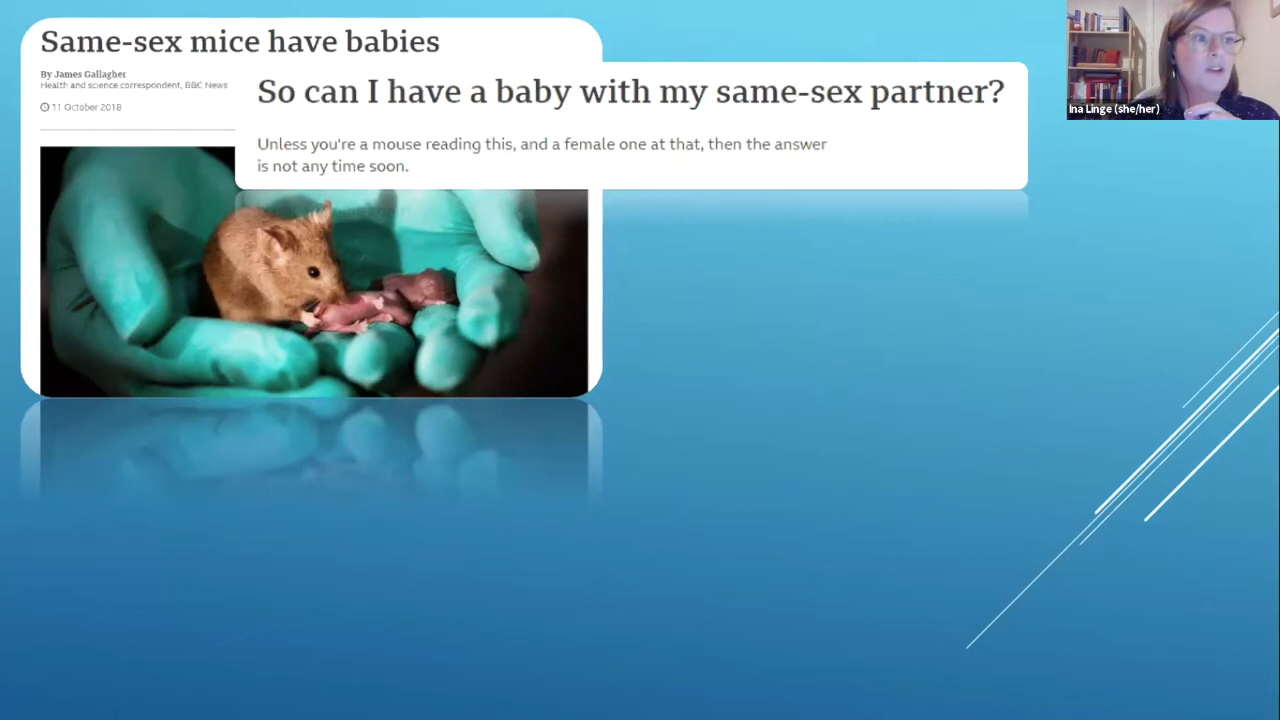 Same-sex mice have babies
By James Gallagher
Health and science correspondent, BBC News
11 October 2018
So can I have a baby with my same-sex partner?
Unless you're a mouse reading this, and a female one at that, then the answer
is not any time soon.
Ina Linge (she/her)